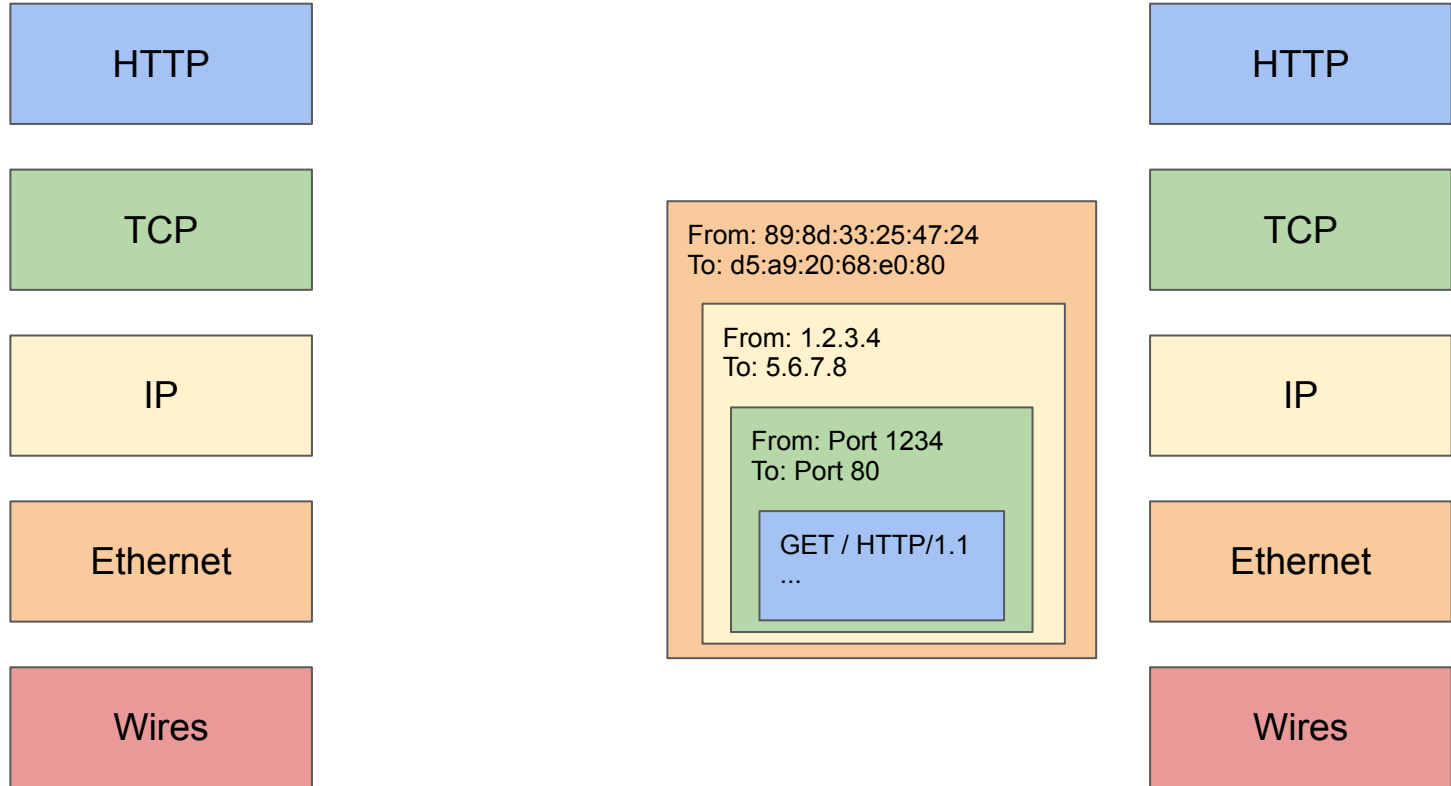 HTTP
TCP
IP
Ethernet
Wires
From: 89:8d:33:25:47:24
To: d5:a9:20:68:e0:80
From: 1.2.3.4
To: 5.6.7.8
From: Port 1234
To: Port 80
GET / HTTP/1.1
...
HTTP
TCP
IP
Ethernet
Wires